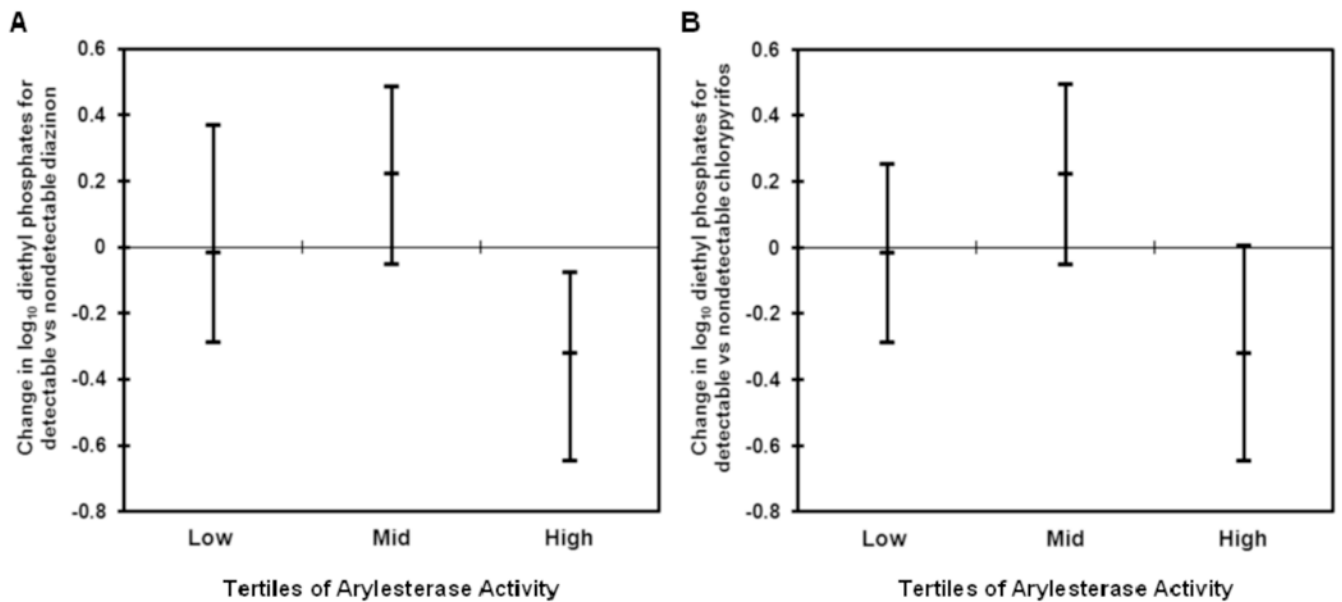 A
Change in log₁₀ diethyl phosphates for
detectable vs nondetectable diazinon
0.6
0.4
0.2
0
-0.2
-0.4
-0.6
-0.8
Low Mid High
Tertiles of Arylesterase Activity
B
Change in log₁₀ diethyl phosphates for
detectable vs nondetectable chlorypyrifos
0.6
0.4
0.2
0
-0.2
-0.4
-0.6
-0.8
Low Mid High
Tertiles of Arylesterase Activity